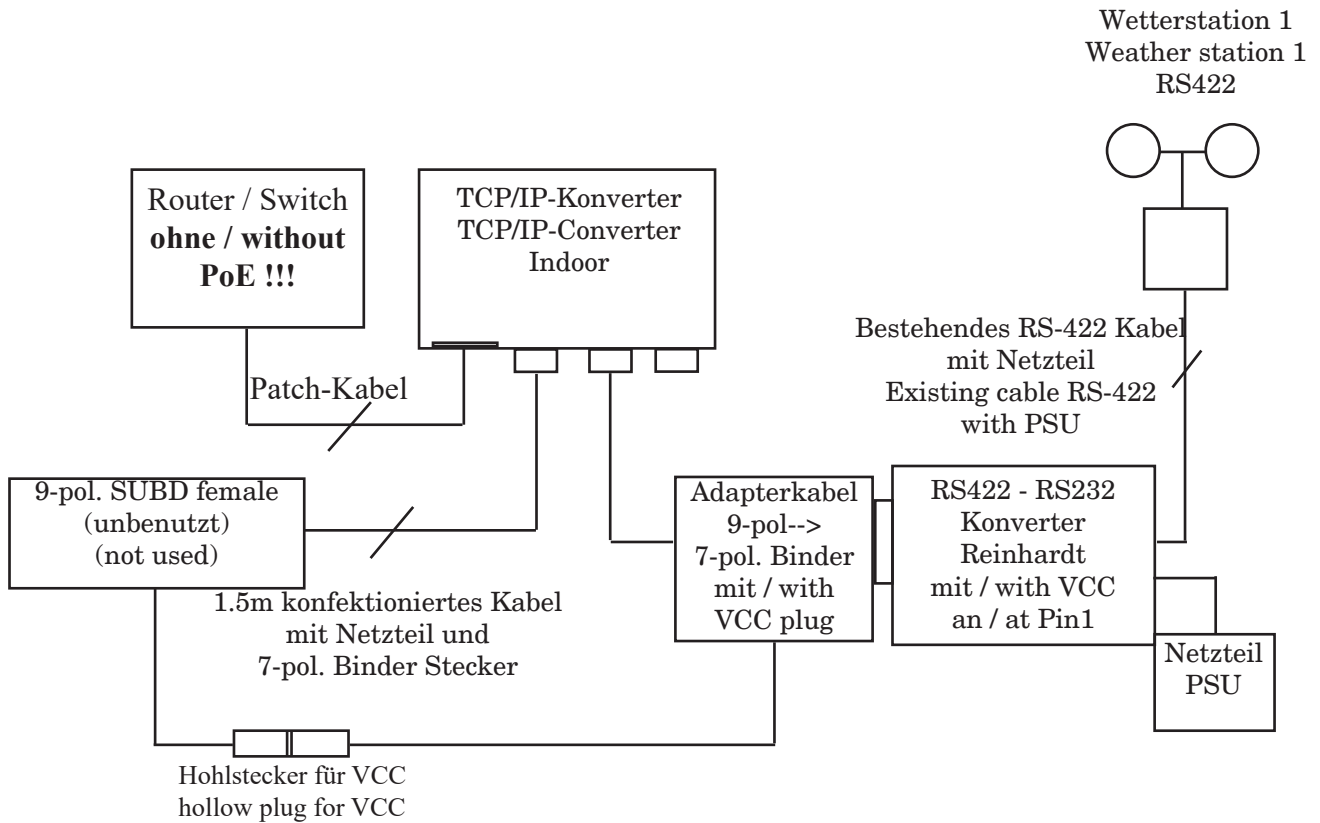 Wetterstation 1
Weather station 1
RS422
Router / Switch
ohne / without
PoE !!!
TCP/IP-Konverter
TCP/IP-Converter
Indoor
Bestehendes RS-422 Kabel
mit Netzteil
Existing cable RS-422
with PSU
Patch-Kabel
9-pol. SUBD female
(unbenutzt)
(not used)
Adapterkabel
9-pol-->
7-pol. Binder
mit / with
VCC plug
RS422 - RS232
Konverter
Reinhardt
mit / with VCC
an / at Pin1
1.5m konfektioniertes Kabel
mit Netzteil und
7-pol. Binder Stecker
Netzteil
PSU
Hohlstecker für VCC
hollow plug for VCC